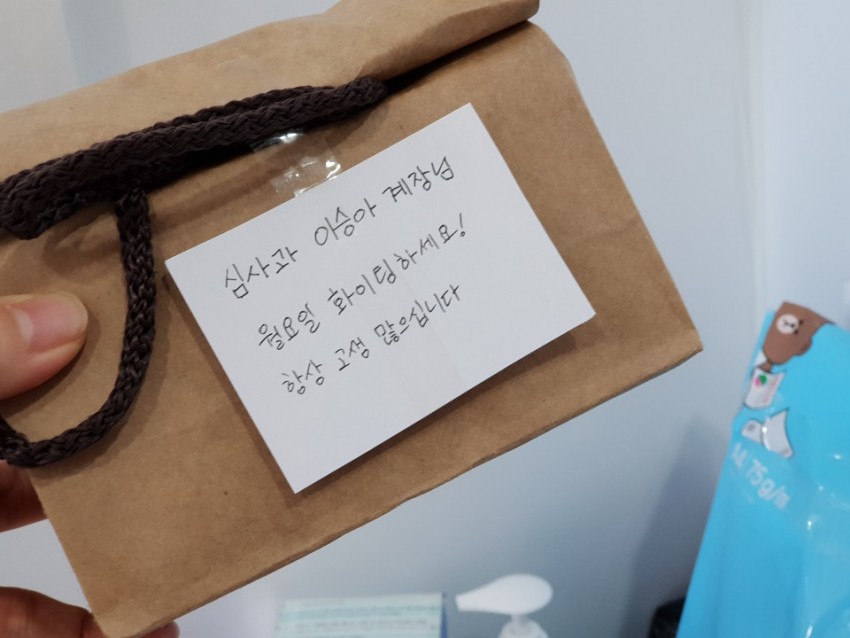 심사과 이승아 계장님
월요일 화이팅하세요!
항상 고생 많으십니다
75g/